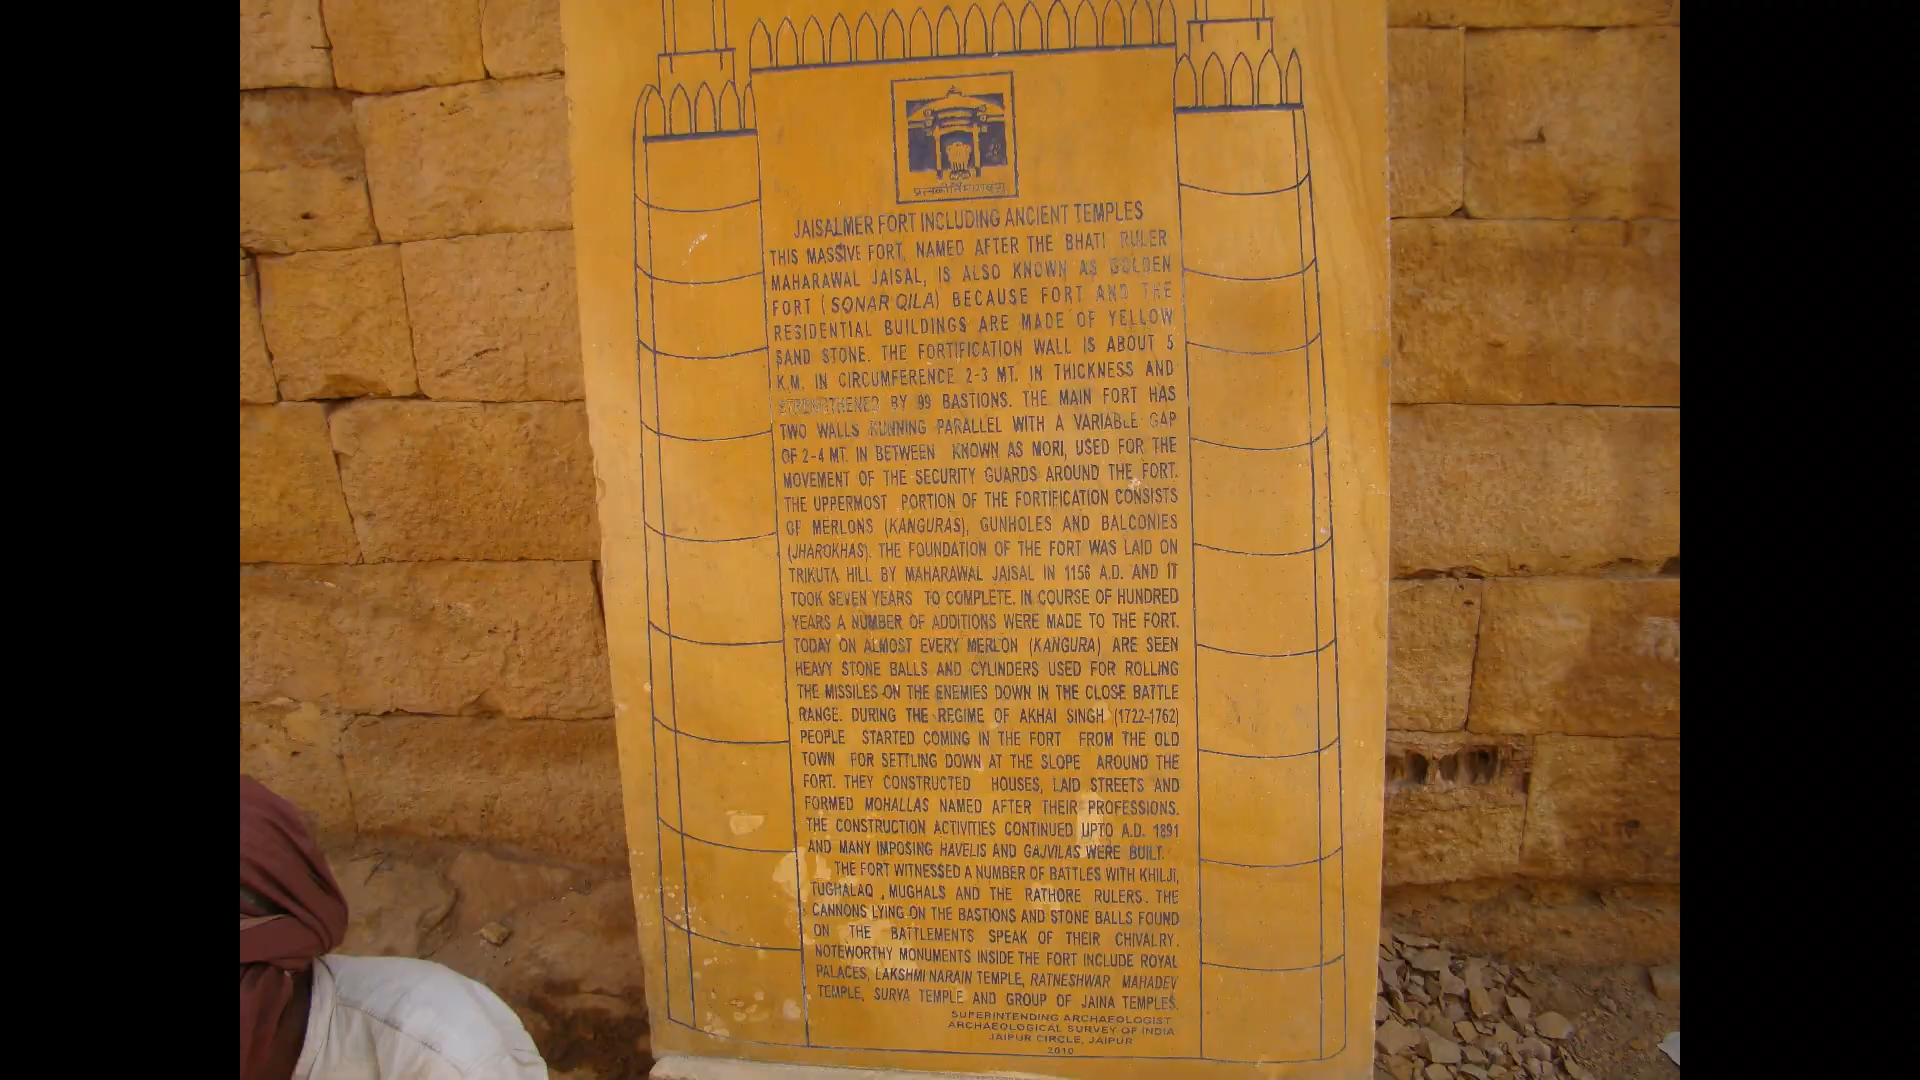 प्रत्नकीर्तिमपावृणु
JAISALMER FORT INCLUDING ANCIENT TEMPLES
THIS MASSIVE FORT, NAMED AFTER THE BHATI RULER
MAHARAWAL JAISAL, IS ALSO KNOWN AS GOLDEN
FORT (SONAR QILA) BECAUSE FORT AND THE
RESIDENTIAL BUILDINGS ARE MADE OF YELLOW
SAND STONE. THE FORTIFICATION WALL IS ABOUT 5
K.M. IN CIRCUMFERENCE 2-3 MT. IN THICKNESS AND
STRENGTHENED BY 99 BASTIONS. THE MAIN FORT HAS
TWO WALLS RUNNING PARALLEL WITH A VARIABLE GAP
OF 2-4 MT. IN BETWEEN KNOWN AS MORI, USED FOR THE
MOVEMENT OF THE SECURITY GUARDS AROUND THE FORT.
THE UPPERMOST PORTION OF THE FORTIFICATION CONSISTS
OF MERLONS (KANGURAS), GUNHOLES AND BALCONIES
(JHAROKHAS). THE FOUNDATION OF THE FORT WAS LAID ON
TRIKUTA HILL BY MAHARAWAL JAISAL IN 1156 A.D. AND IT
TOOK SEVEN YEARS TO COMPLETE. IN COURSE OF HUNDRED
YEARS A NUMBER OF ADDITIONS WERE MADE TO THE FORT.
TODAY ON ALMOST EVERY MERLON (KANGURA) ARE SEEN
HEAVY STONE BALLS AND CYLINDERS USED FOR ROLLING
THE MISSILES ON THE ENEMIES DOWN IN THE CLOSE BATTLE
RANGE. DURING THE REGIME OF AKHAI SINGH (1722-1762)
PEOPLE STARTED COMING IN THE FORT FROM THE OLD
TOWN FOR SETTLING DOWN AT THE SLOPE AROUND THE
FORT. THEY CONSTRUCTED HOUSES, LAID STREETS AND
FORMED MOHALLAS NAMED AFTER THEIR PROFESSIONS.
THE CONSTRUCTION ACTIVITIES CONTINUED UPTO A.D. 1891
AND MANY IMPOSING HAVELIS AND GAJVILAS WERE BUILT.
THE FORT WITNESSED A NUMBER OF BATTLES WITH KHILJI,
TUGHALAQ, MUGHALS AND THE RATHORE RULERS. THE
CANNONS LYING ON THE BASTIONS AND STONE BALLS FOUND
ON THE BATTLEMENTS SPEAK OF THEIR CHIVALRY.
NOTEWORTHY MONUMENTS INSIDE THE FORT INCLUDE ROYAL
PALACES, LAKSHMI NARAIN TEMPLE, RATNESHWAR MAHADEV
TEMPLE, SURYA TEMPLE AND GROUP OF JAINA TEMPLES.
SUPERINTENDING ARCHAEOLOGIST
ARCHAEOLOGICAL SURVEY OF INDIA
JAIPUR CIRCLE, JAIPUR
2010